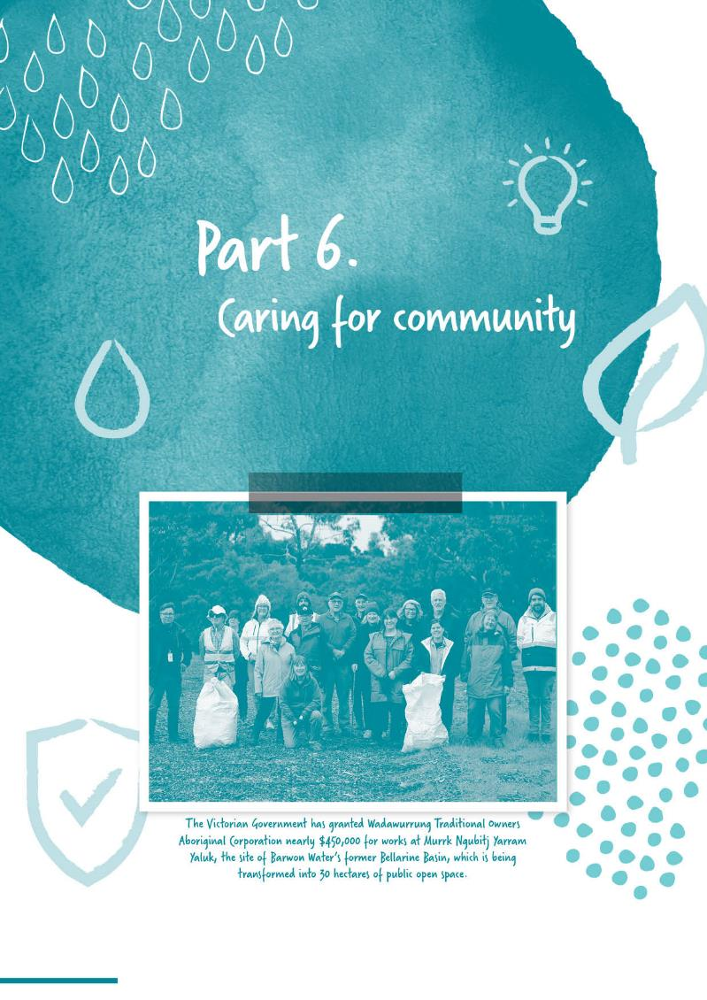 Part 6.
Caring for community
The Victorian Government has granted Wadawurrung Traditional Owners
Aboriginal Corporation nearly $450,000 for works at Murrk Ngubitj Yarram
Yaluk, the site of Barwon Water's former Bellarine Basin, which is being
transformed into 30 hectares of public open space.